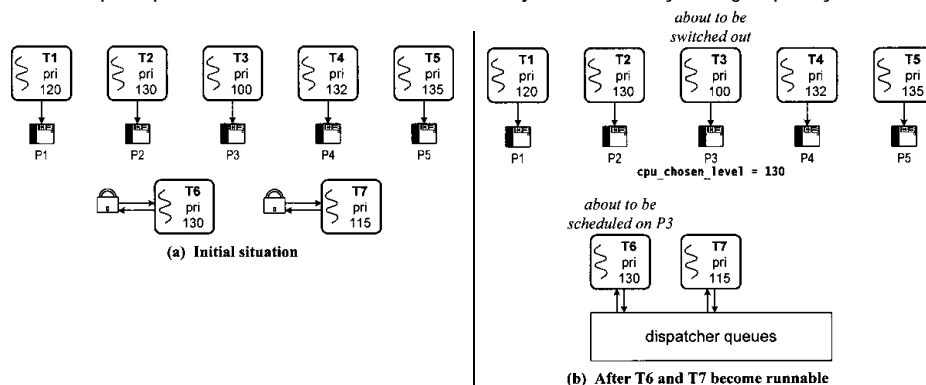 T1 T2 T3 T4 T5
pri pri pri pri pri
120 130 100 132 135
P1 P2 P3 P4 P5
T6 T7
pri pri
130 115
(a) Initial situation
about to be
switched out
T1 T2 T3 T4 T5
pri pri pri pri pri
120 130 100 132 135
P1 P2 P3 P4 P5
cpu_chosen_level = 130
about to be
scheduled on P3
T6 T7
pri pri
130 115
dispatcher queues
(b) After T6 and T7 become runnable